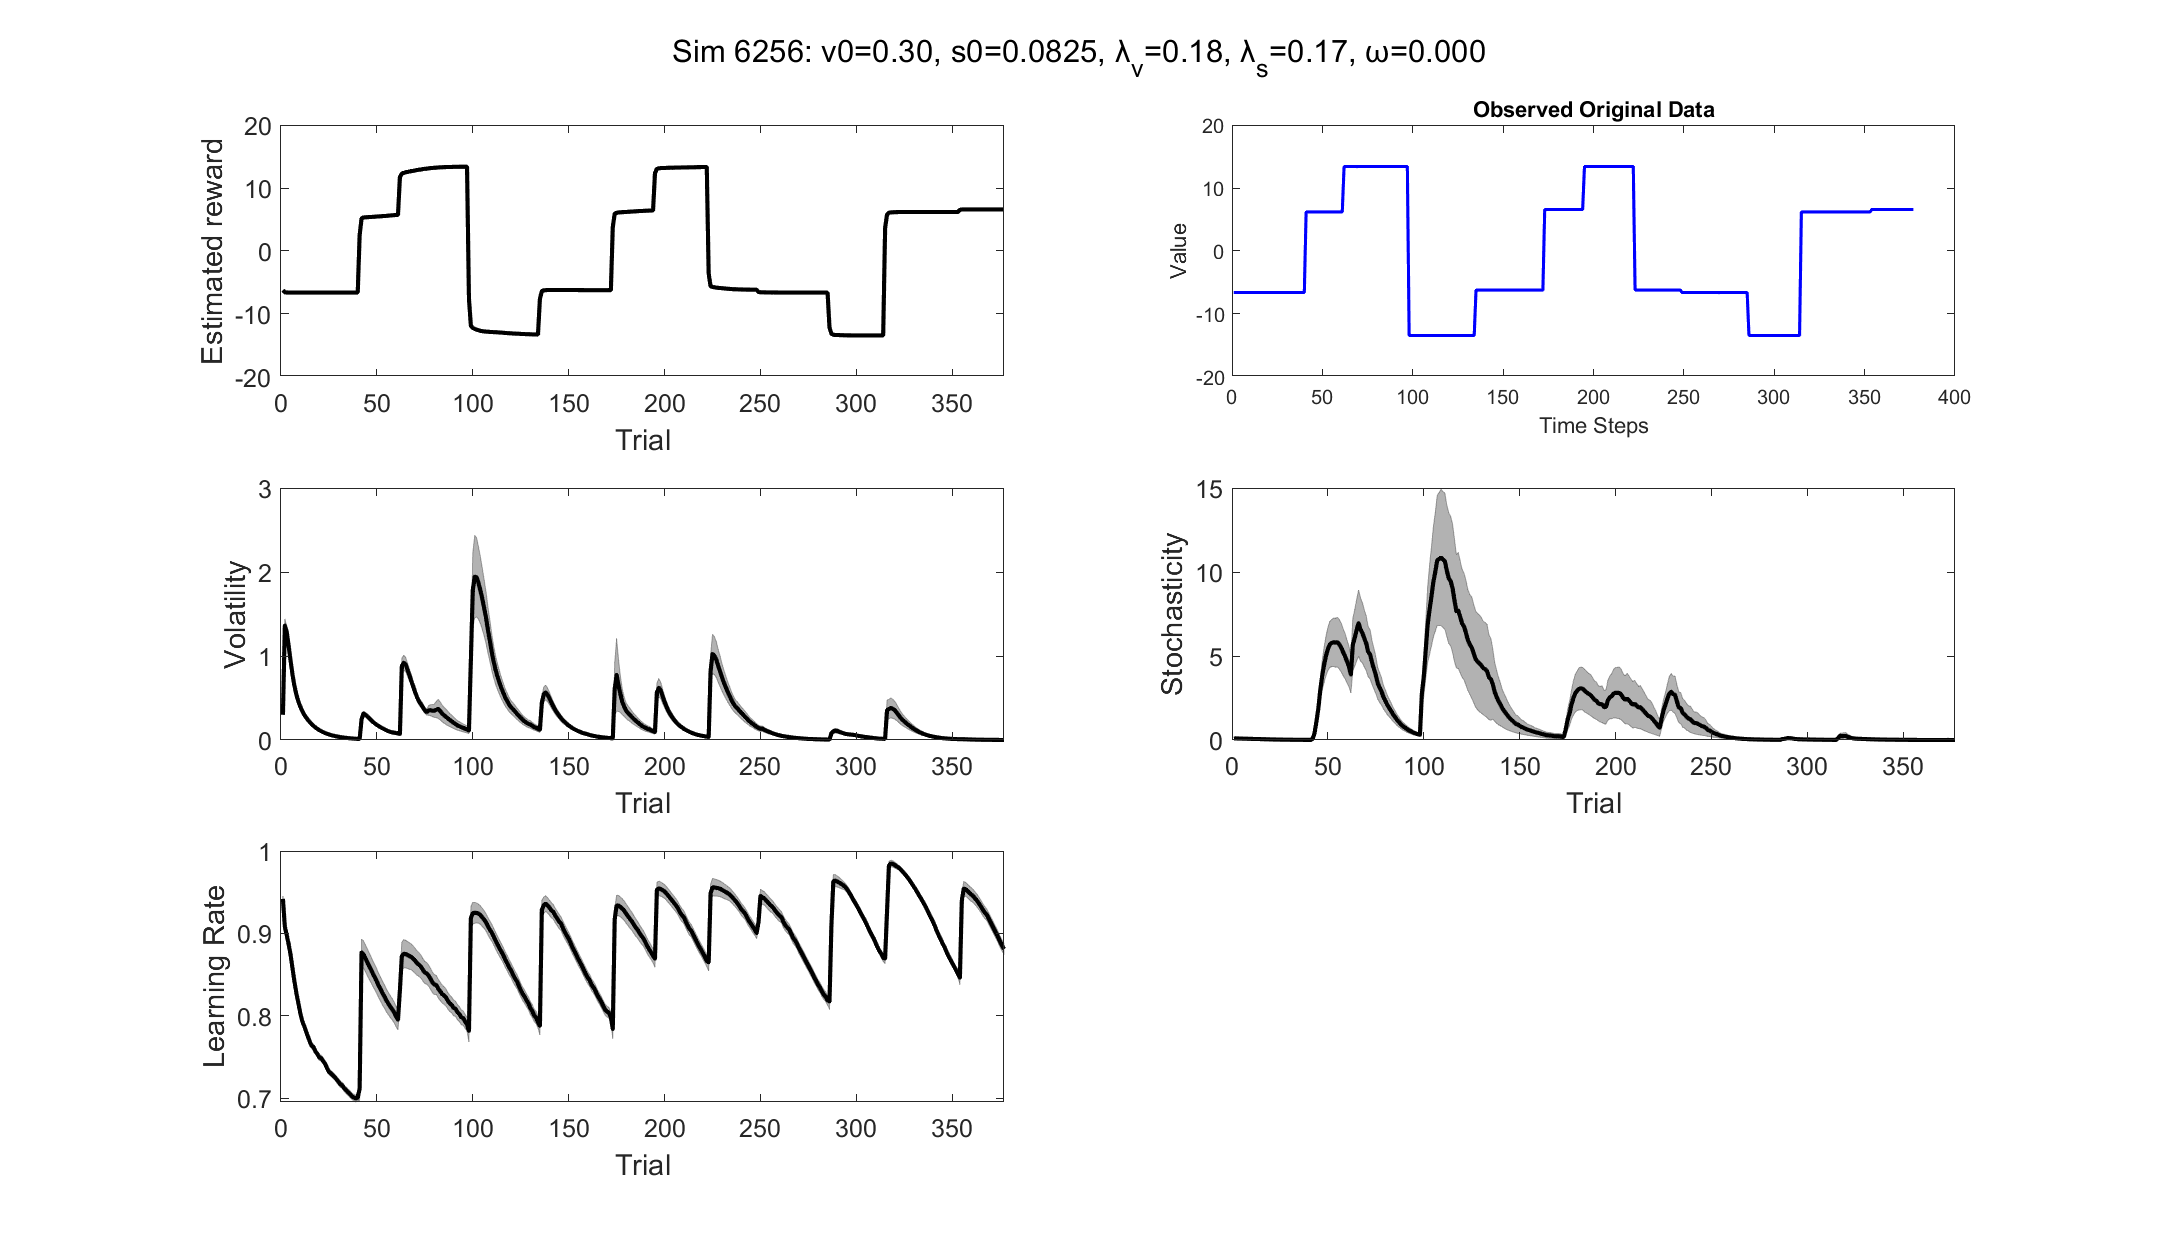 Sim 6256: v0=0.30, s0=0.0825, λv=0.18, λs=0.17, ω=0.000
Estimated reward
20
10
0
-10
-20
0 50 100 150 200 250 300 350
Trial
Observed Original Data
Value
20
10
0
-10
-20
0 50 100 150 200 250 300 350 400
Time Steps
Volatility
3
2
1
0
0 50 100 150 200 250 300 350
Trial
Stochasticity
15
10
5
0
0 50 100 150 200 250 300 350
Trial
Learning Rate
1
0.9
0.8
0.7
0 50 100 150 200 250 300 350
Trial